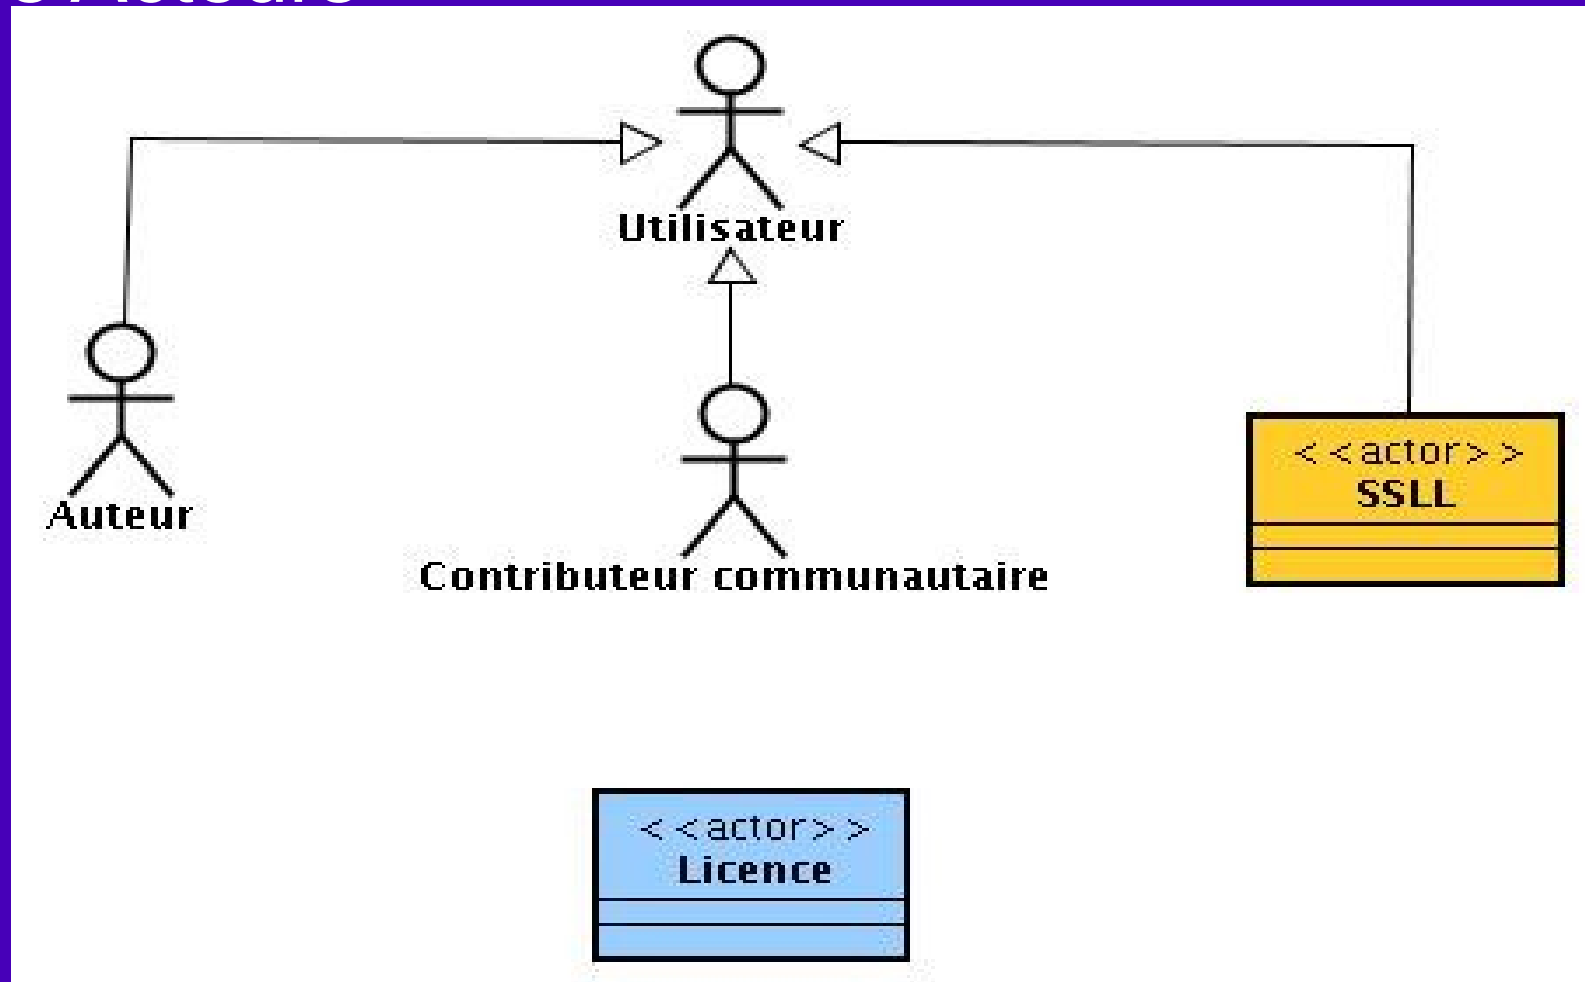 Utilisateur
Auteur
Contributeur communautaire
< <actor> >
SSLL
< <actor> >
Licence